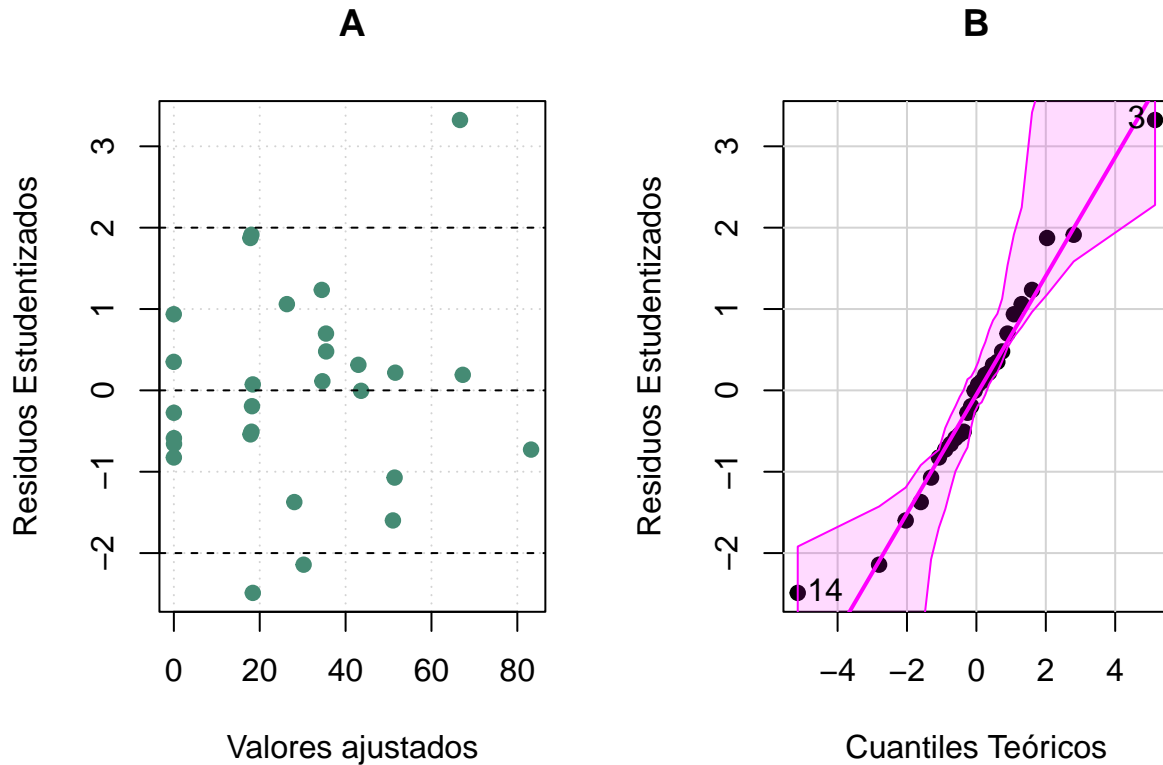 A
Residuos Estudentizados
3
2
1
0
−1
−2
0 20 40 60 80
Valores ajustados
B
Residuos Estudentizados
3
2
1
0
−1
−2
3
14
−4 −2 0 2 4
Cuantiles Teóricos